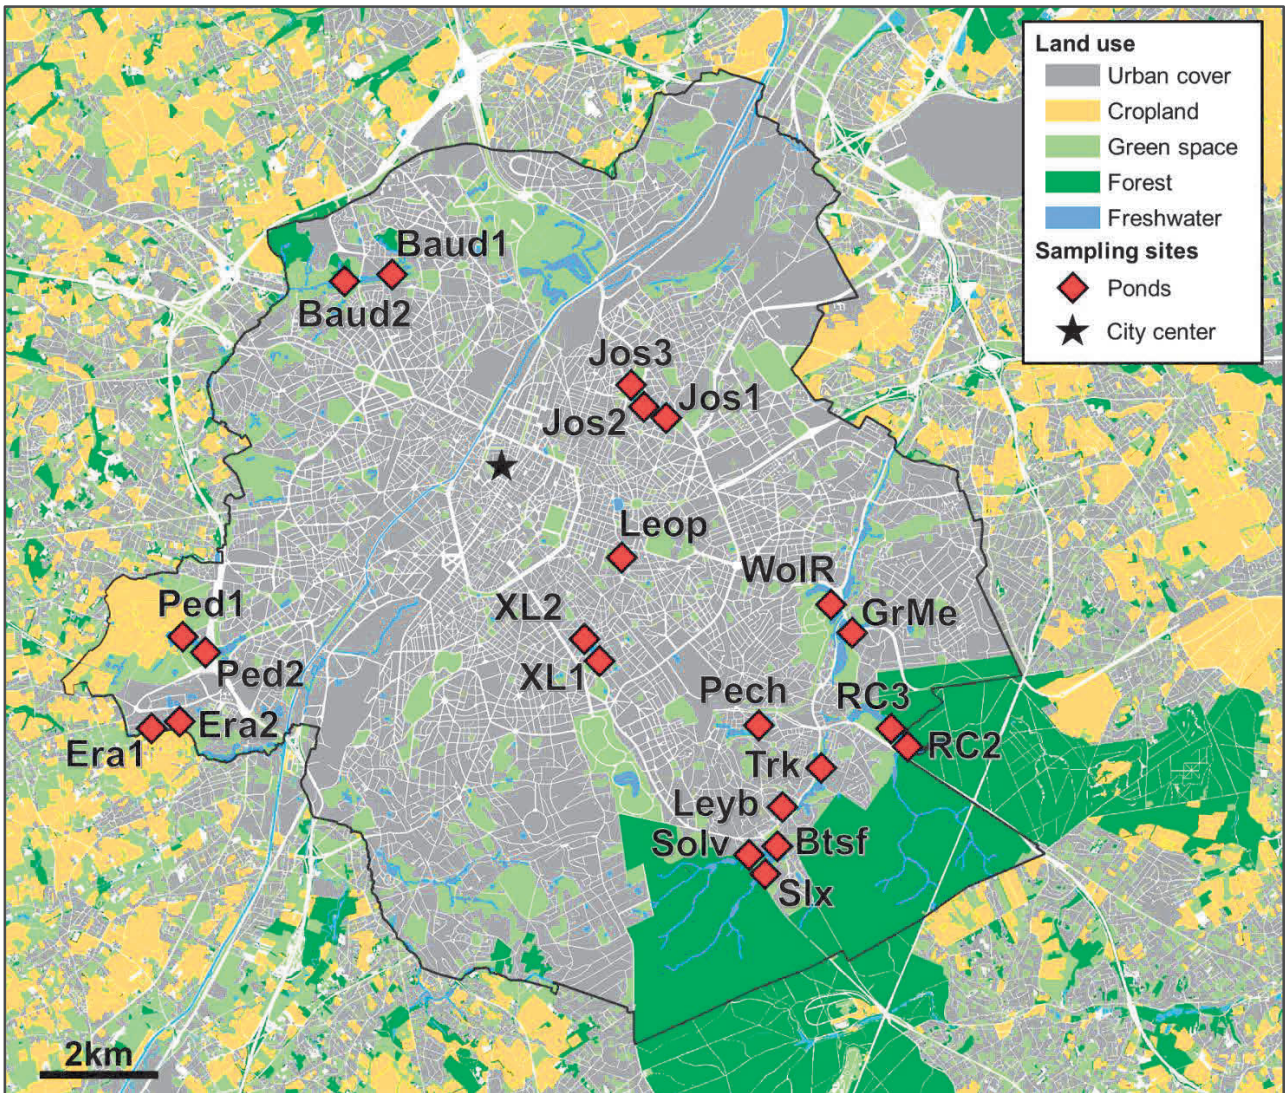 Land use
Urban cover
Cropland
Green space
Forest
Freshwater
Sampling sites
Ponds
City center
Baud1
Baud2
Jos3
Jos1
Jos2
Leop
WolR
Ped1
XL2
GrMe
Ped2
XL1
Pech
RC3
Era2
Era1
RC2
Trk
Leyb
Solv
Btsf
Slx
2km